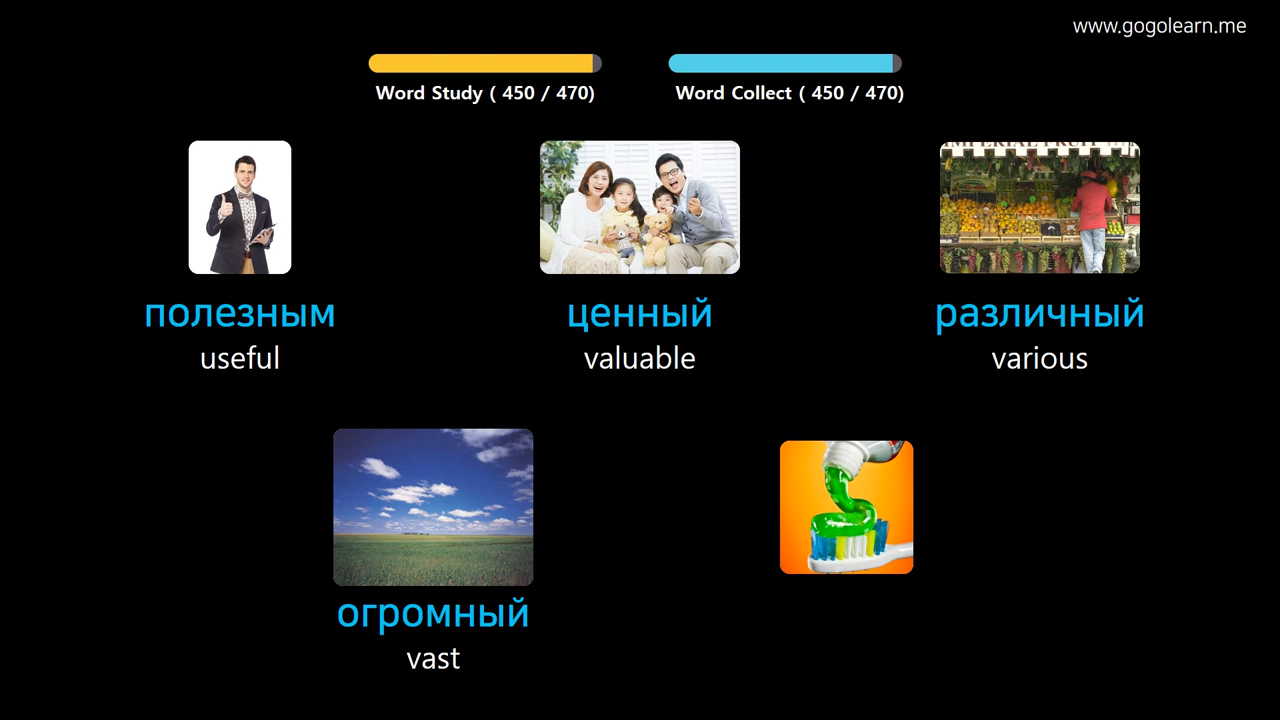 www.gogolearn.me
Word Study ( 450 / 470)
Word Collect ( 450 / 470)
полезным
useful
ценный
valuable
различный
various
огромный
vast